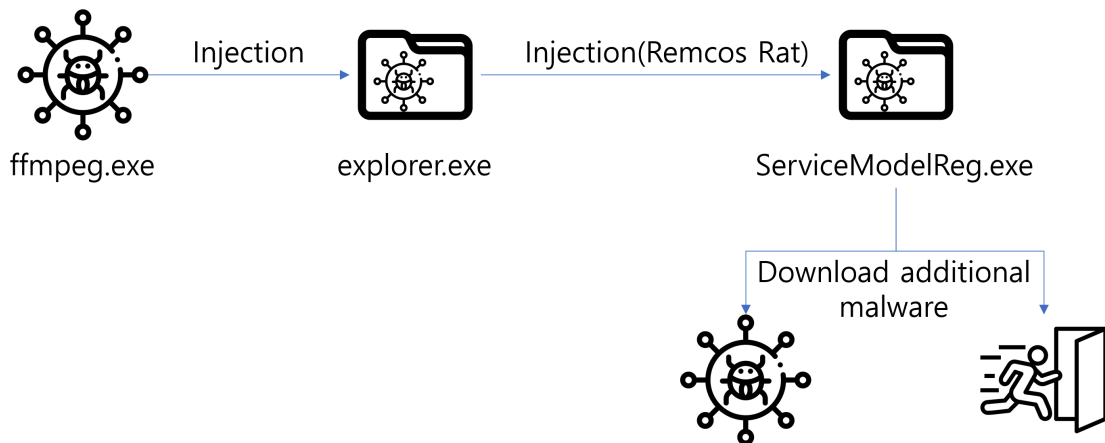 Injection
Injection(Remcos Rat)
ffmpeg.exe
explorer.exe
ServiceModelReg.exe
Download additional
malware